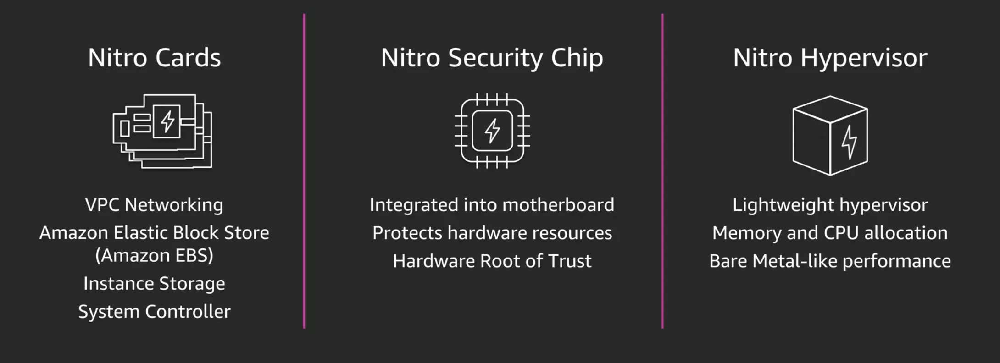 Nitro Cards
VPC Networking
Amazon Elastic Block Store
(Amazon EBS)
Instance Storage
System Controller
Nitro Security Chip
Integrated into motherboard
Protects hardware resources
Hardware Root of Trust
Nitro Hypervisor
Lightweight hypervisor
Memory and CPU allocation
Bare Metal-like performance